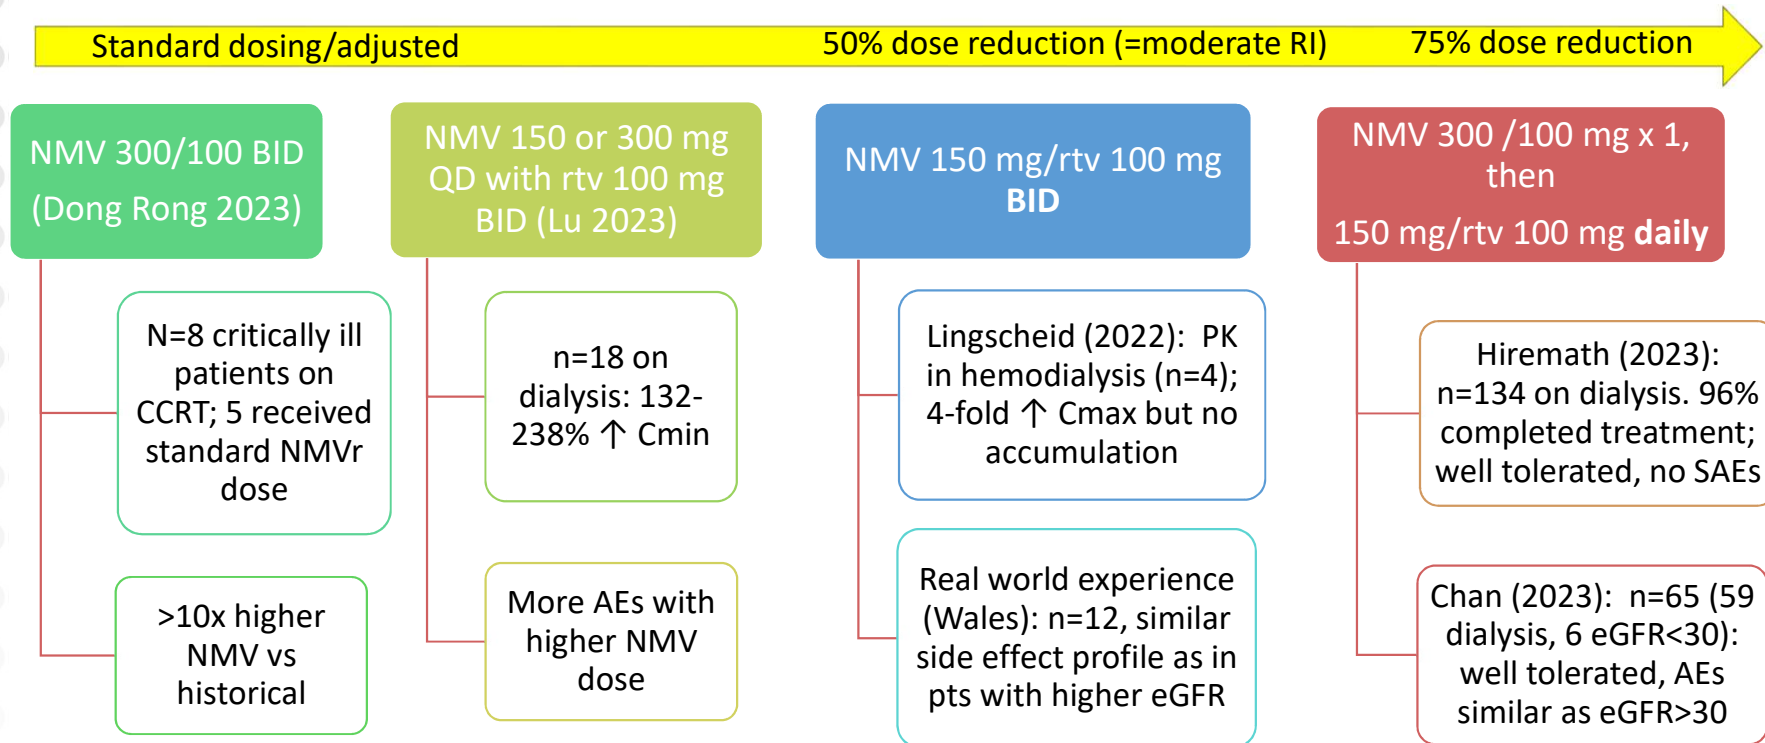 Standard dosing/adjusted
50% dose reduction (=moderate RI)
75% dose reduction
NMV 300/100 BID
(Dong Rong 2023)
N=8 critically ill
patients on
CCRT; 5 received
standard NMVr
dose
>10x higher
NMV vs
historical
NMV 150 or 300 mg
QD with rtv 100 mg
BID (Lu 2023)
n=18 on
dialysis: 132-
238% ↑ Cmin
More AEs with
higher NMV
dose
NMV 150 mg/rtv 100 mg
BID
Lingscheid (2022): PK
in hemodialysis (n=4);
4-fold ↑ Cmax but no
accumulation
Real world experience
(Wales): n=12, similar
side effect profile as in
pts with higher eGFR
NMV 300 /100 mg x 1,
then
150 mg/rtv 100 mg daily
Hiremath (2023):
n=134 on dialysis. 96%
completed treatment;
well tolerated, no SAEs
Chan (2023): n=65 (59
dialysis, 6 eGFR<30):
well tolerated, AEs
similar as eGFR>30